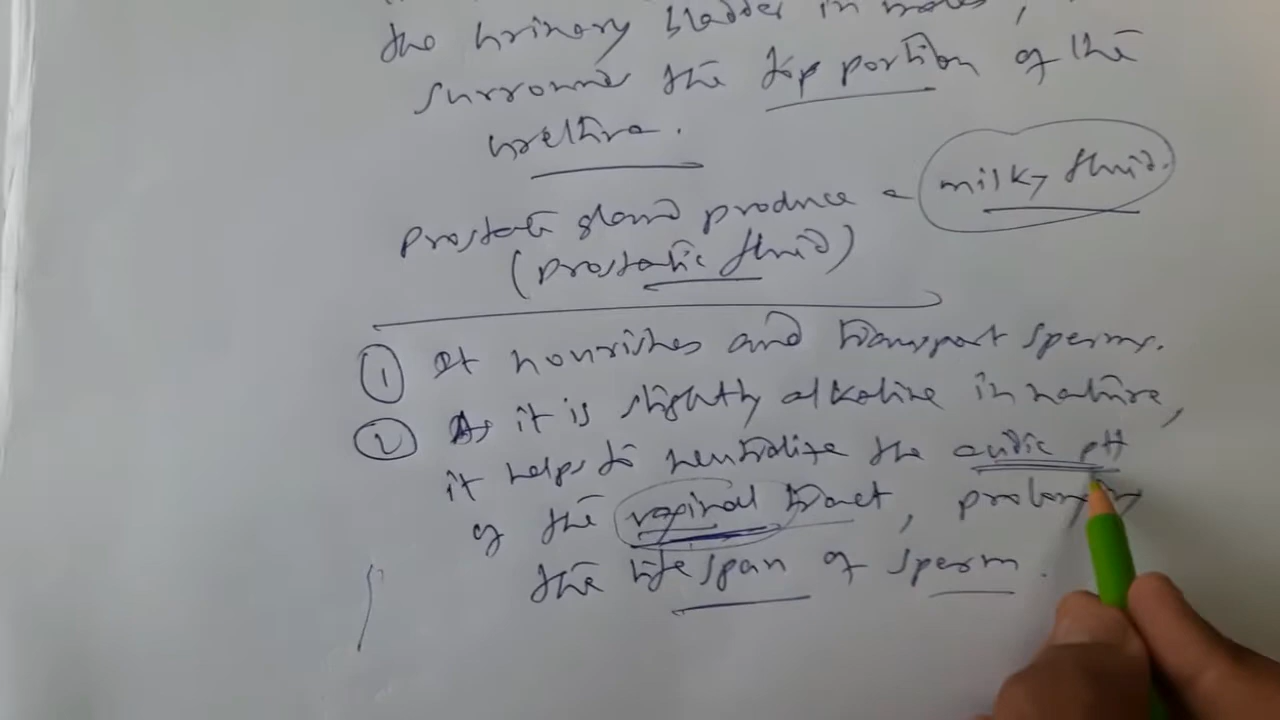 the urinary bladder in males,
surround the top portion of the
urethra.
prostate gland produce a milky fluid.
(prostatic fluid)
① It nourishes and transport sperms.
② As it is slightly alkaline in nature,
it helps to neutralize the acidic pH
of the vaginal tract, prolonging
the life span of sperm.